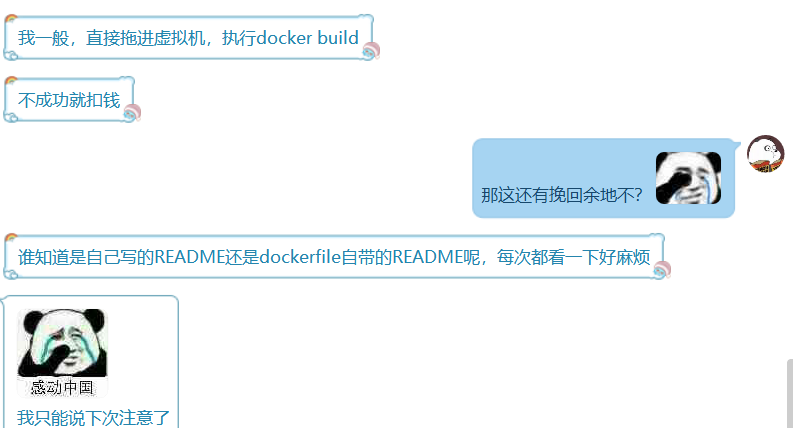 我一般，直接拖进虚拟机，执行docker build
不成功就扣钱
那这还有挽回余地不？
谁知道是自己写的README还是dockerfile自带的README呢，每次都看一下好麻烦
感动中国
我只能说下次注意了